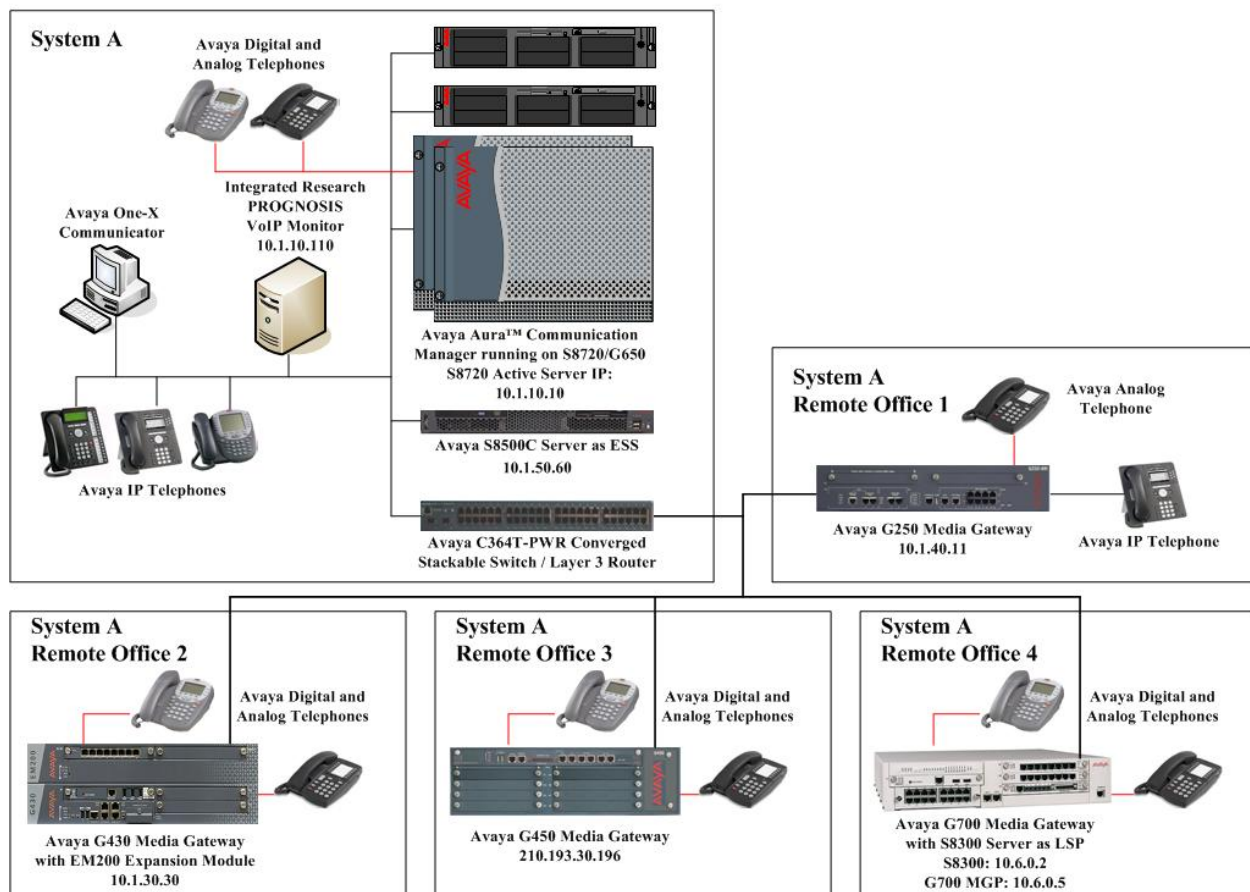 System A
Avaya Digital and
Analog Telephones
AVAYA
Integrated Research
PROGNOSIS
VoIP Monitor
10.1.10.110
Avaya One-X
Communicator
Avaya Aura™ Communication
Manager running on S8720/G650
S8720 Active Server IP:
10.1.10.10
Avaya S8500C Server as ESS
10.1.50.60
Avaya IP Telephones
Avaya C364T-PWR Converged
Stackable Switch / Layer 3 Router
System A
Remote Office 1
Avaya Analog
Telephone
Avaya G250 Media Gateway
10.1.40.11
Avaya IP Telephone
System A
Remote Office 2
Avaya Digital and
Analog Telephones
EM200
AVAYA
G430
AVAYA
Avaya G430 Media Gateway
with EM200 Expansion Module
10.1.30.30
System A
Remote Office 3
Avaya Digital and
Analog Telephones
AVAYA
Avaya G450 Media Gateway
210.193.30.196
System A
Remote Office 4
Avaya Digital and
Analog Telephones
AVAYA
Avaya G700 Media Gateway
with S8300 Server as LSP
S8300: 10.6.0.2
G700 MGP: 10.6.0.5